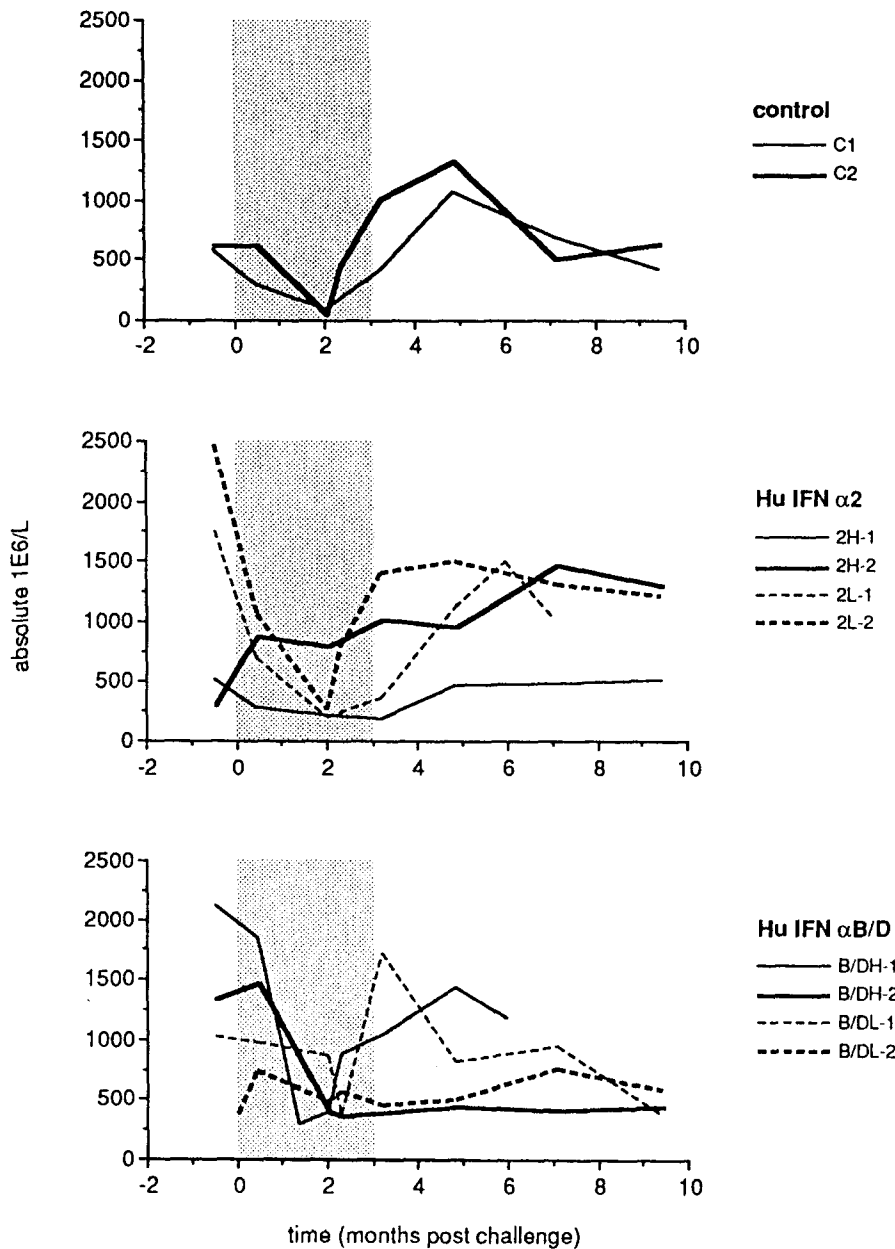 2500
2000
1500
1000
500
0
-2 0 2 4 6 8 10
control
C1
C2
absolute 1E6/L
2500
2000
1500
1000
500
0
-2 0 2 4 6 8 10
Hu IFN α2
2H-1
2H-2
2L-1
2L-2
2500
2000
1500
1000
500
0
-2 0 2 4 6 8 10
Hu IFN αB/D
B/DH-1
B/DH-2
B/DL-1
B/DL-2
time (months post challenge)